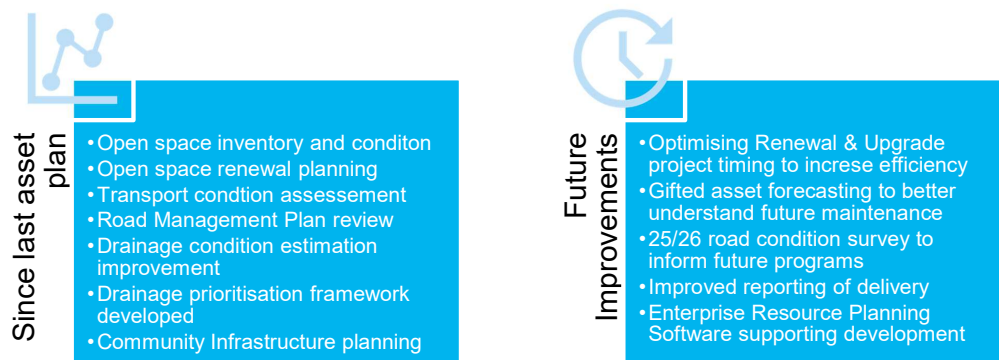 Since last asset
plan
•Open space inventory and conditon
•Open space renewal planning
•Transport condtion assessement
•Road Management Plan review
•Drainage condition estimation
improvement
•Drainage prioritisation framework
developed
•Community Infrastructure planning
Future
Improvements
•Optimising Renewal & Upgrade
project timing to increse efficiency
•Gifted asset forecasting to better
understand future maintenance
•25/26 road condition survey to
inform future programs
•Improved reporting of delivery
•Enterprise Resource Planning
Software supporting development